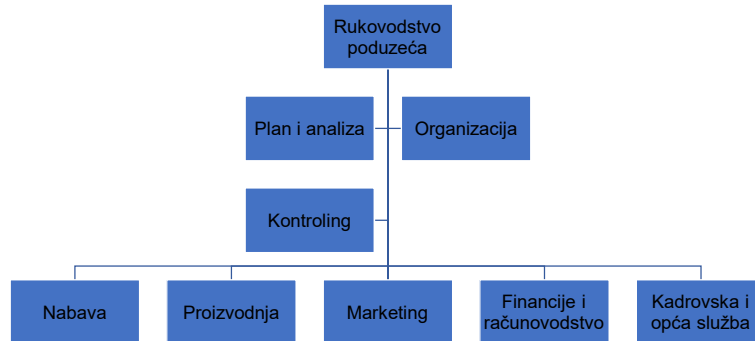 Rukovodstvo
poduzeća
Plan i analiza
Organizacija
Kontroling
Nabava
Proizvodnja
Marketing
Financije i
računovodstvo
Kadrovska i
opća služba